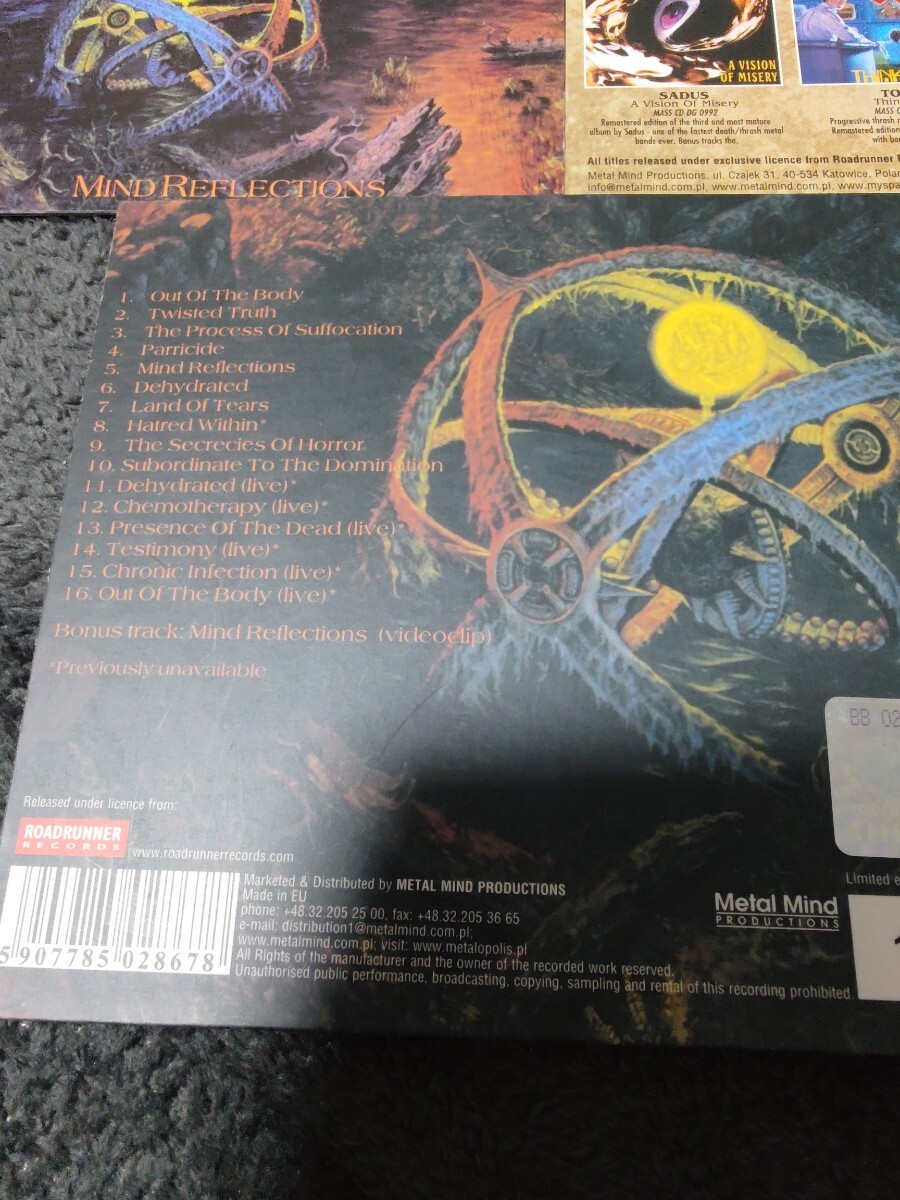 MIND REFLECTIONS
A VISION
OF MISERY
SADUS
A Vision Of Misery
MASS CD DG 0992
Remastered edition of the third and most mature
album by Sadus - one of the fastest death/thrash metal
bands ever. Bonus tracks tba.
Progressive thrash
Remastered edition
All titles released under exclusive licence from Roadrunner
Metal Mind Productions, ul. Czajek 31, 40-534 Katowice,
info@metalmind.com.pl, www.metalmind.com.pl,
1. Out Of The Body
2. Twisted Truth
3. The Process Of Suffocation
4. Parricide
5. Mind Reflections
6. Dehydrated
7. Land Of Tears
8. Hatred Within*
9. The Secrecies Of Horror
10. Subordinate To The Domination
11. Dehydrated (live)*
12. Chemotherapy (live)*
13. Presence Of The Dead (live)*
14. Testimony (live)*
15. Chronic Infection (live)*
16. Out Of The Body (live)*
Bonus track: Mind Reflections (videoclip)
*Previously unavailable
BB 02
Released under licence from:
ROADRUNNER
RECORDS
www.roadrunnerrecords.com
Marketed & Distributed by METAL MIND PRODUCTIONS
Made in EU
phone: +48.32.205 25 00, fax: +48.32.205 36 65
e-mail: distribution1@metalmind.com.pl;
www.metalmind.com.pl; visit: www.metalopolis.pl
All Rights of the manufacturer and the owner of the recorded work reserved.
Unauthorised public performance, broadcasting, copying, sampling and rental of this recording prohibited.
5 907785 028678
Limited
Metal Mind
PRODUCTIONS